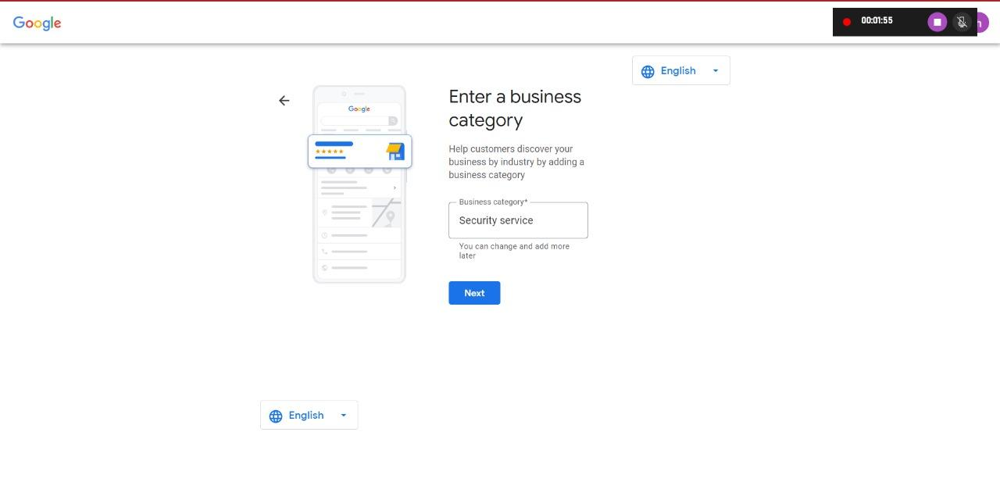 Google
00:01:55
English
Google
Enter a business
category
Help customers discover your
business by industry by adding a
business category
Business category*
Security service
You can change and add more
later
Next
English